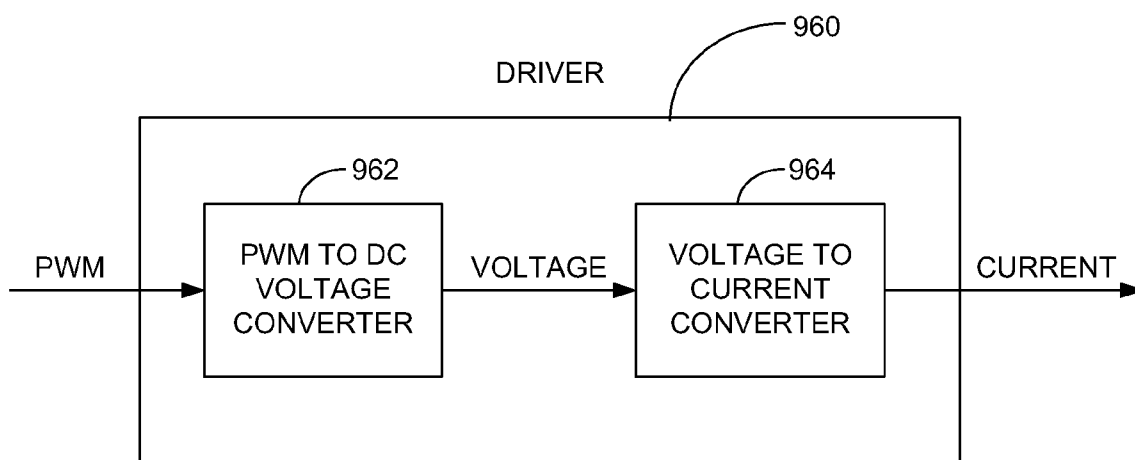 960
DRIVER
962
964
PWM
PWM TO DC
VOLTAGE
CONVERTER
VOLTAGE
VOLTAGE TO
CURRENT
CONVERTER
CURRENT